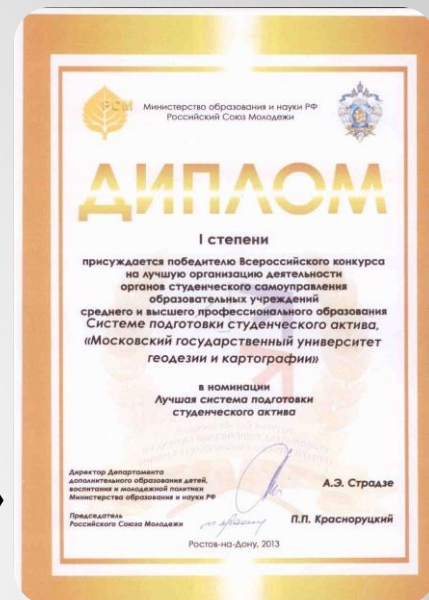 РСМ
Министерство образования и науки РФ
Российский Союз Молодежи
ДИПЛОМ
I степени
присуждается победителю Всероссийского конкурса
на лучшую организацию деятельности
органов студенческого самоуправления
образовательных учреждений
среднего и высшего профессионального образования
Системе подготовки студенческого актива,
«Московский государственный университет
геодезии и картографии»
в номинации
Лучшая система подготовки
студенческого актива
Директор Департамента
дополнительного образования детей,
воспитания и молодежной политики
Министерства образования и науки РФ
А.Э. Страдзе
Председатель
Российского Союза Молодежи
П.П. Красноруцкий
Ростов-на-Дону, 2013
»